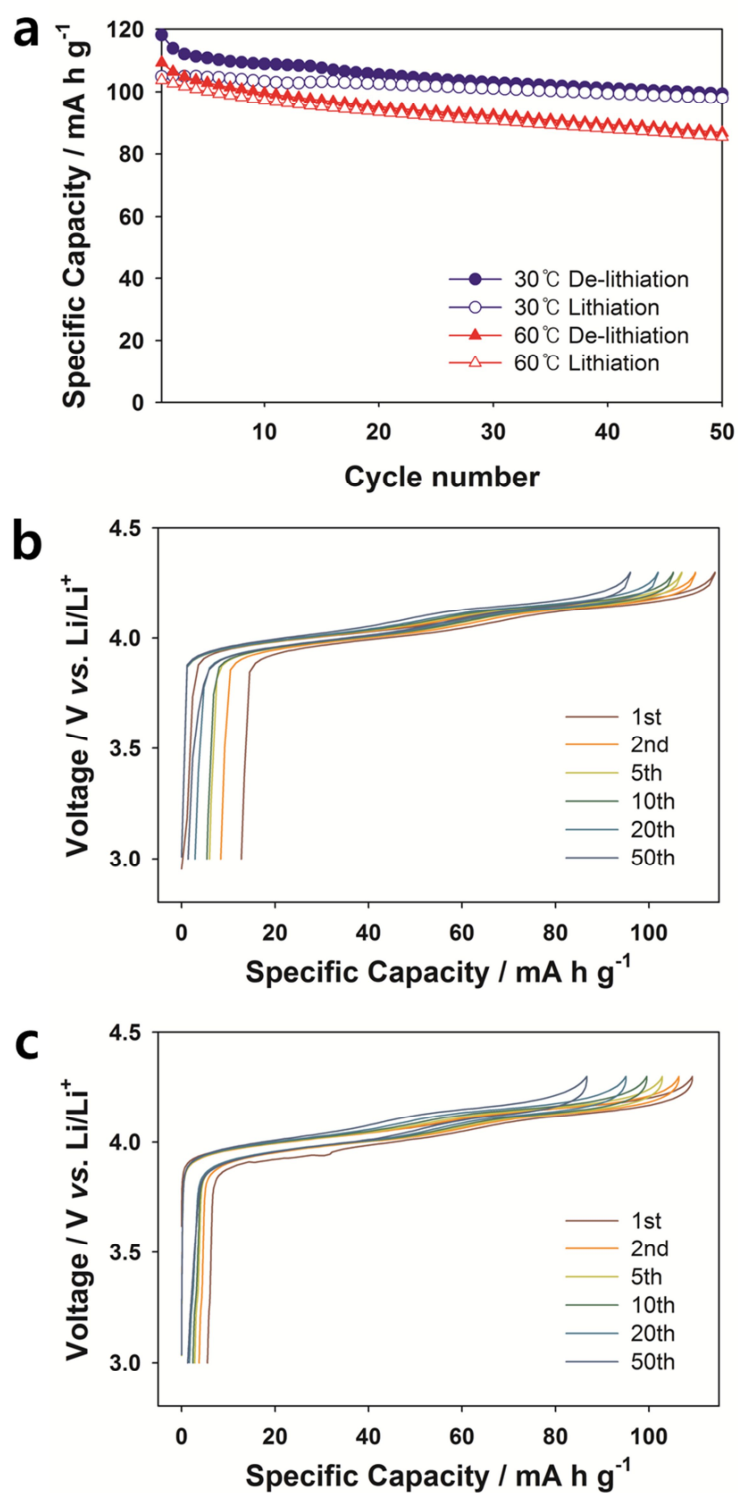 a
120
100
80
60
40
20
0
Specific Capacity / mA h g⁻¹
30℃ De-lithiation
30℃ Lithiation
60℃ De-lithiation
60℃ Lithiation
10 20 30 40 50
Cycle number
b
4.5
4.0
3.5
3.0
Voltage / V vs. Li/Li⁺
1st
2nd
5th
10th
20th
50th
0 20 40 60 80 100
Specific Capacity / mA h g⁻¹
c
4.5
4.0
3.5
3.0
Voltage / V vs. Li/Li⁺
1st
2nd
5th
10th
20th
50th
0 20 40 60 80 100
Specific Capacity / mA h g⁻¹